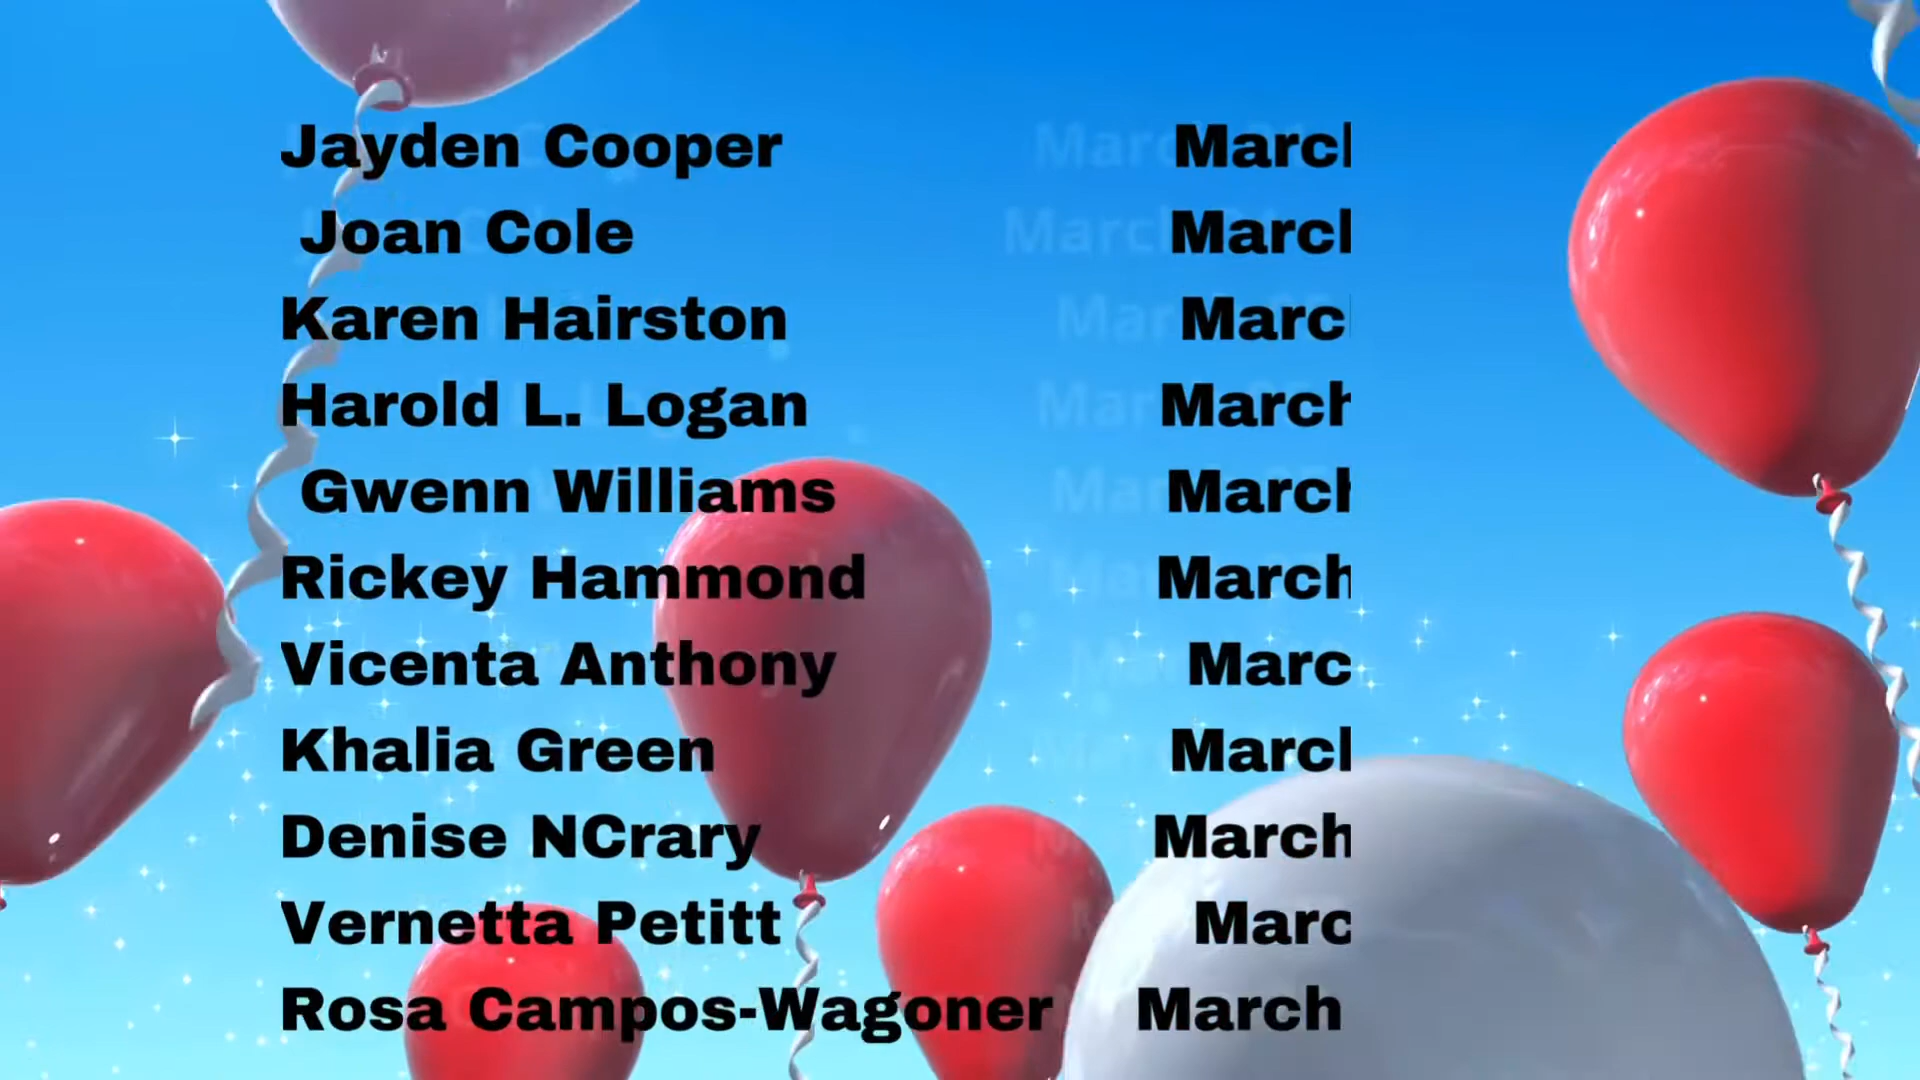 Jayden Cooper March
Joan Cole March
Karen Hairston Marc
Harold L. Logan March
Gwenn Williams March
Rickey Hammond March
Vicenta Anthony Marc
Khalia Green March
Denise NCrary March
Vernetta Petitt Marc
Rosa Campos-Wagoner March